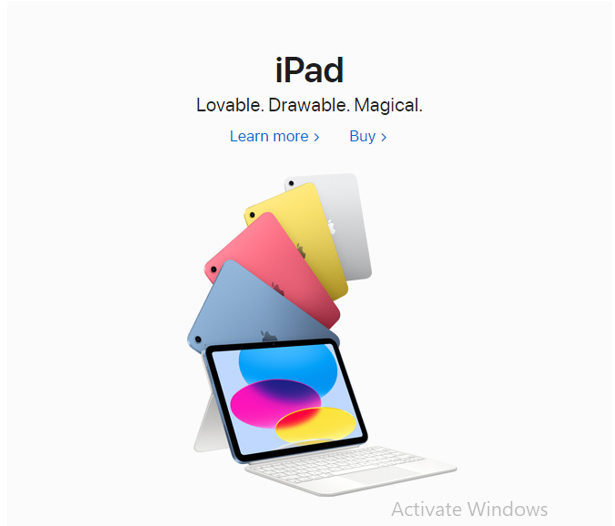 iPad
Lovable. Drawable. Magical.
Learn more >
Buy >
Activate Windows